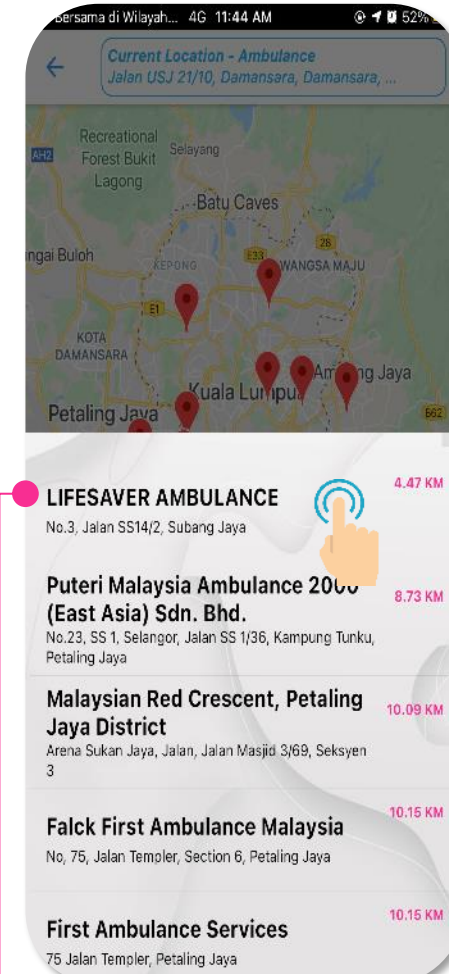 Bersama di Wilayah... 4G 11:44 AM 52%
Current Location - Ambulance
Jalan USJ 21/10, Damansara, Damansara, ...
Recreational
Forest Bukit
Lagong
Selayang
AH2
Batu Caves
ngai Buloh
KEPONG
E33
28
WANGSA MAJU
E1
KOTA
DAMANSARA
Am ng Jaya
Kuala Lumpu
Petaling Jaya
B62
LIFESAVER AMBULANCE
4.47 KM
No.3, Jalan SS14/2, Subang Jaya
Puteri Malaysia Ambulance 2000
(East Asia) Sdn. Bhd.
8.73 KM
No.23, SS 1, Selangor, Jalan SS 1/36, Kampung Tunku,
Petaling Jaya
Malaysian Red Crescent, Petaling
Jaya District
10.09 KM
Arena Sukan Jaya, Jalan, Jalan Masjid 3/69, Seksyen
3
10.15 KM
Falck First Ambulance Malaysia
No, 75, Jalan Templer, Section 6, Petaling Jaya
10.15 KM
First Ambulance Services
75 Jalan Templer, Petaling Jaya